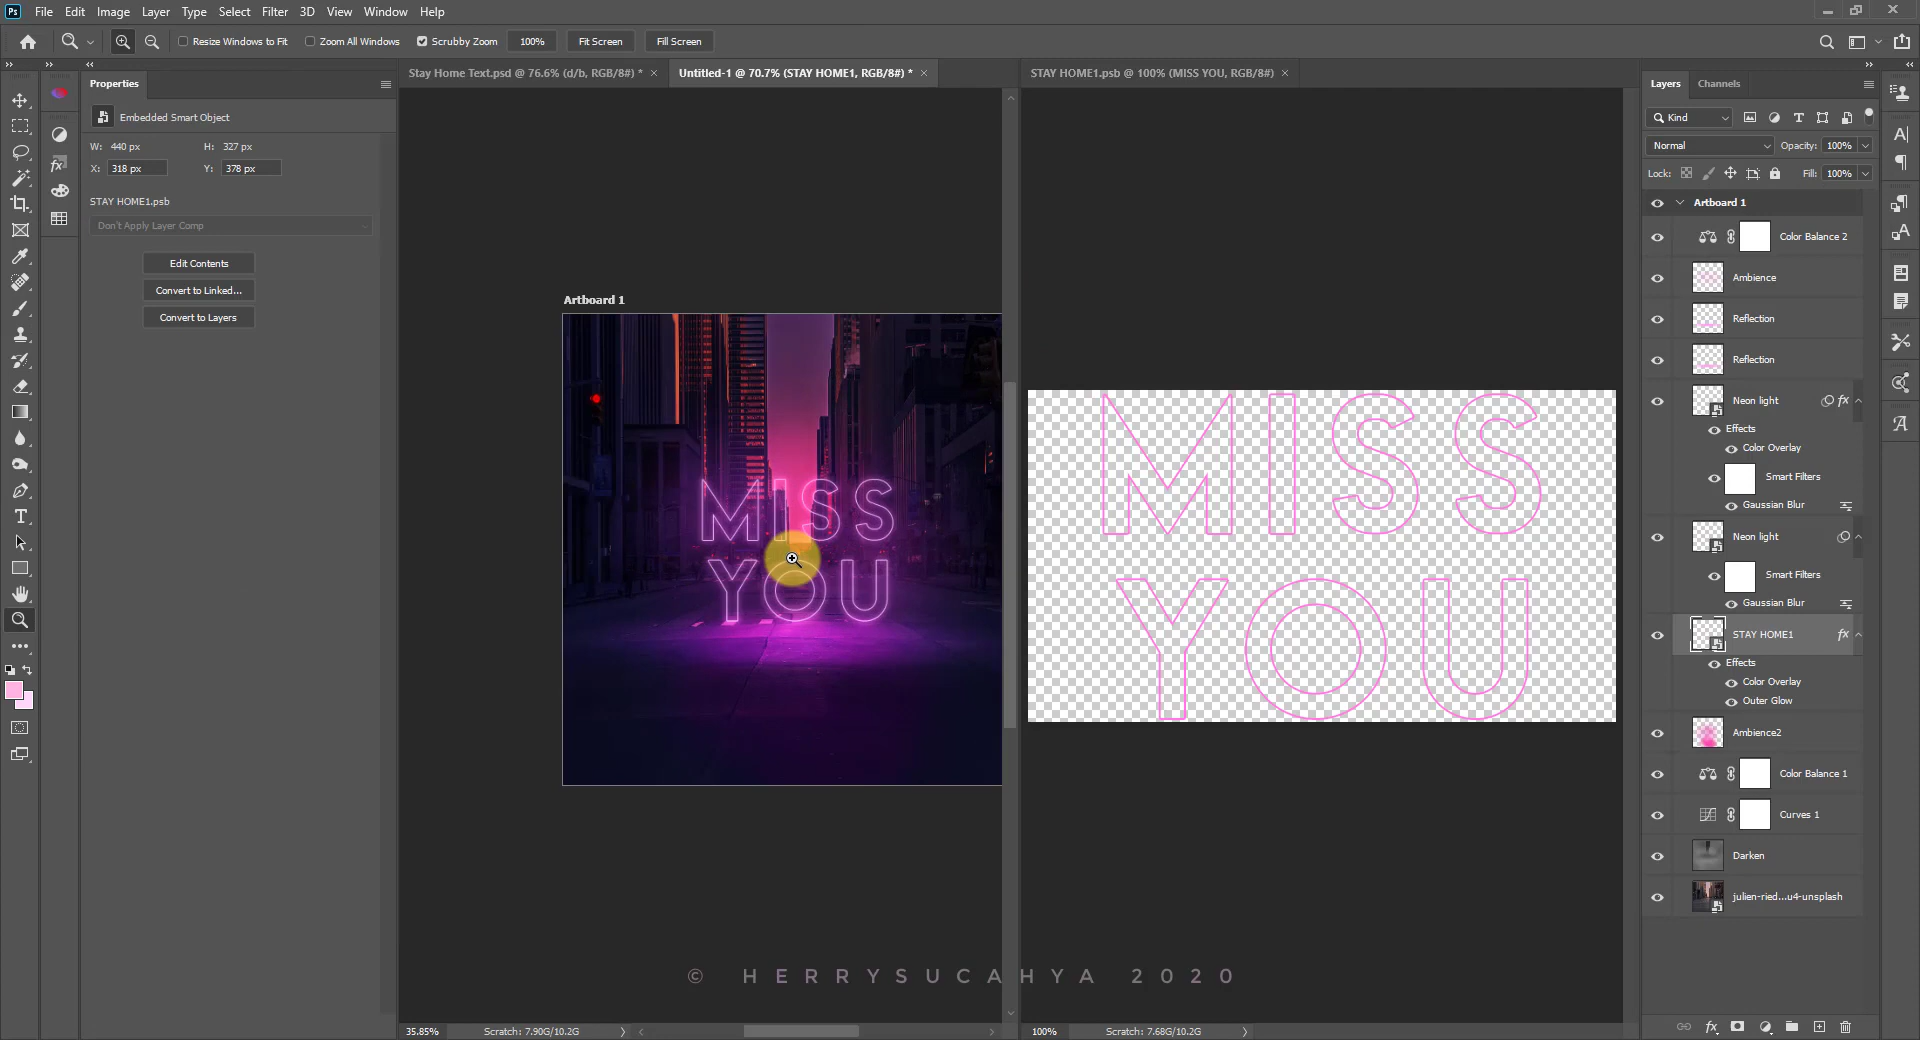 Ps File Edit Image Layer Type Select Filter 3D View Window Help
Resize Windows to Fit Zoom All Windows Scrubby Zoom 100% Fit Screen Fill Screen
Properties
Embedded Smart Object
W: 440 px H: 327 px
X: 318 px Y: 378 px
STAY HOME1.psb
Don't Apply Layer Comp
Edit Contents
Convert to Linked...
Convert to Layers
Stay Home Text.psd @ 76.6% (d/b, RGB/8#) * × Untitled-1 @ 70.7% (STAY HOME1, RGB/8#) * ×
Artboard 1
MISS
YOU
35.85% Scratch: 7.90G/10.2G
STAY HOME1.psb @ 100% (MISS YOU, RGB/8#) ×
MISS
YOU
100% Scratch: 7.68G/10.2G
© HERRYSUCAHYA 2020
Layers Channels
Kind
Normal Opacity: 100%
Lock: Fill: 100%
Artboard 1
Color Balance 2
Ambience
Reflection
Reflection
Neon light fx
Effects
Color Overlay
Smart Filters
Gaussian Blur
Neon light
Smart Filters
Gaussian Blur
STAY HOME1 fx
Effects
Color Overlay
Outer Glow
Ambience2
Color Balance 1
Curves 1
Darken
julien-ried...u4-unsplash
fx